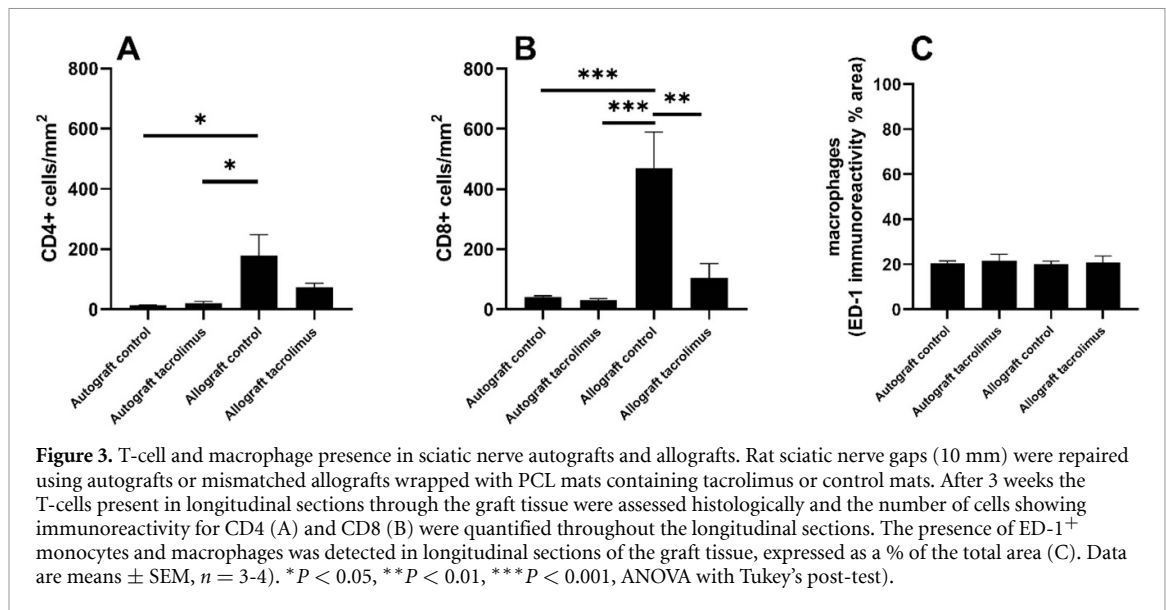 A
800
600
400
200
0
CD4+ cells/mm²
*
*
Autograft control
Autograft tacrolimus
Allograft control
Allograft tacrolimus
B
800
600
400
200
0
CD8+ cells/mm²
***
***
**
Autograft control
Autograft tacrolimus
Allograft control
Allograft tacrolimus
C
100
80
60
40
20
0
macrophages
(ED-1 immunoreactivity % area)
Autograft control
Autograft tacrolimus
Allograft control
Allograft tacrolimus
Figure 3. T-cell and macrophage presence in sciatic nerve autografts and allografts. Rat sciatic nerve gaps (10 mm) were repaired
using autografts or mismatched allografts wrapped with PCL mats containing tacrolimus or control mats. After 3 weeks the
T-cells present in longitudinal sections through the graft tissue were assessed histologically and the number of cells showing
immunoreactivity for CD4 (A) and CD8 (B) were quantified throughout the longitudinal sections. The presence of ED-1⁺
monocytes and macrophages was detected in longitudinal sections of the graft tissue, expressed as a % of the total area (C). Data
are means ± SEM, n = 3-4). *P < 0.05, **P < 0.01, ***P < 0.001, ANOVA with Tukey's post-test).